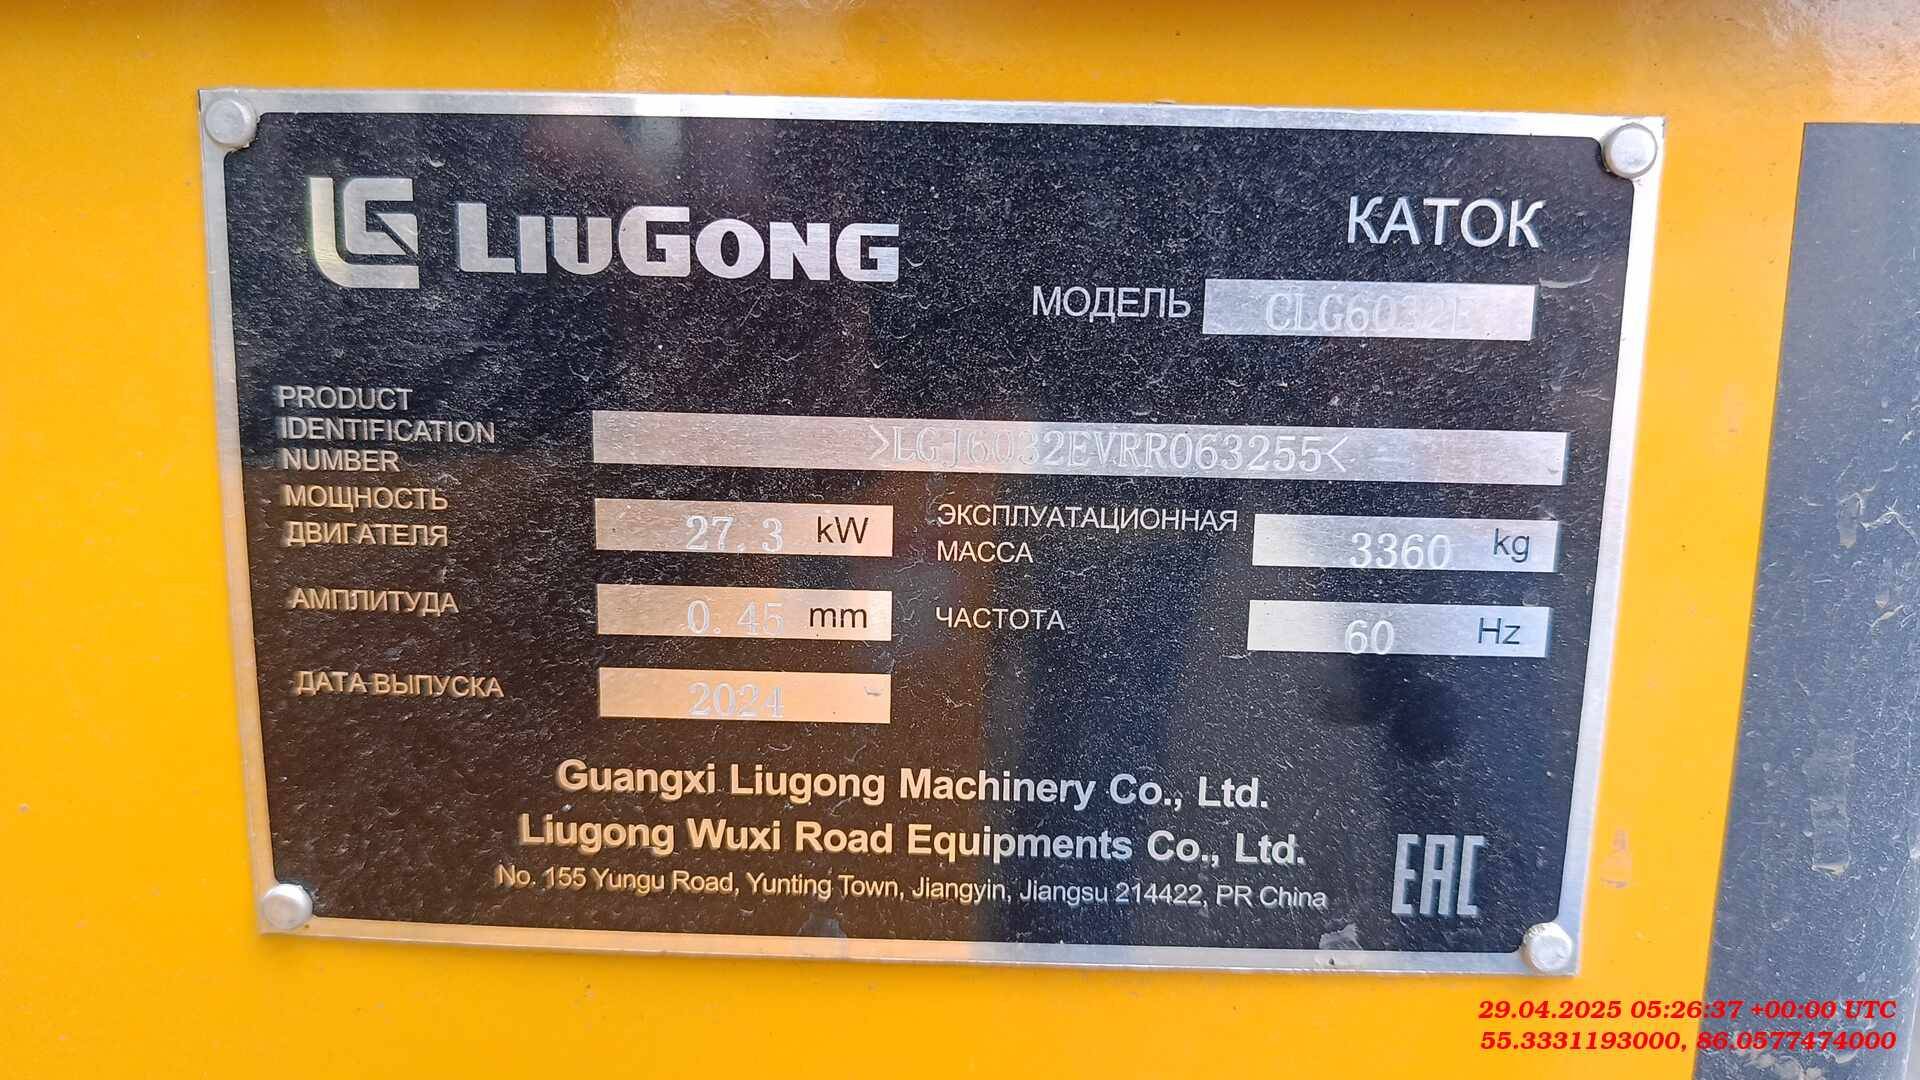 LG LIUGONG
КАТОК
МОДЕЛЬ CLG6032E
PRODUCT
IDENTIFICATION
NUMBER
>LGJ6032EVRR063255<
МОЩНОСТЬ
ДВИГАТЕЛЯ
27,3 kW
ЭКСПЛУАТАЦИОННАЯ
МАССА
3360 kg
АМПЛИТУДА 0.45 mm
ЧАСТОТА 60 Hz
ДАТА ВЫПУСКА 2024
Guangxi Liugong Machinery Co., Ltd.
Liugong Wuxi Road Equipments Co., Ltd.
No. 155 Yungu Road, Yunting Town, Jiangyin, Jiangsu 214422, PR China
EAC
29.04.2025 05:26:37 +00:00 UTC
55.3331193000, 86.0577474000